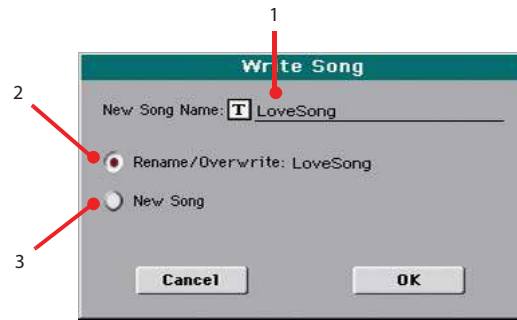 1
Write Song
2
New Song Name: T LoveSong
Rename/Overwrite: LoveSong
New Song
3
Cancel OK